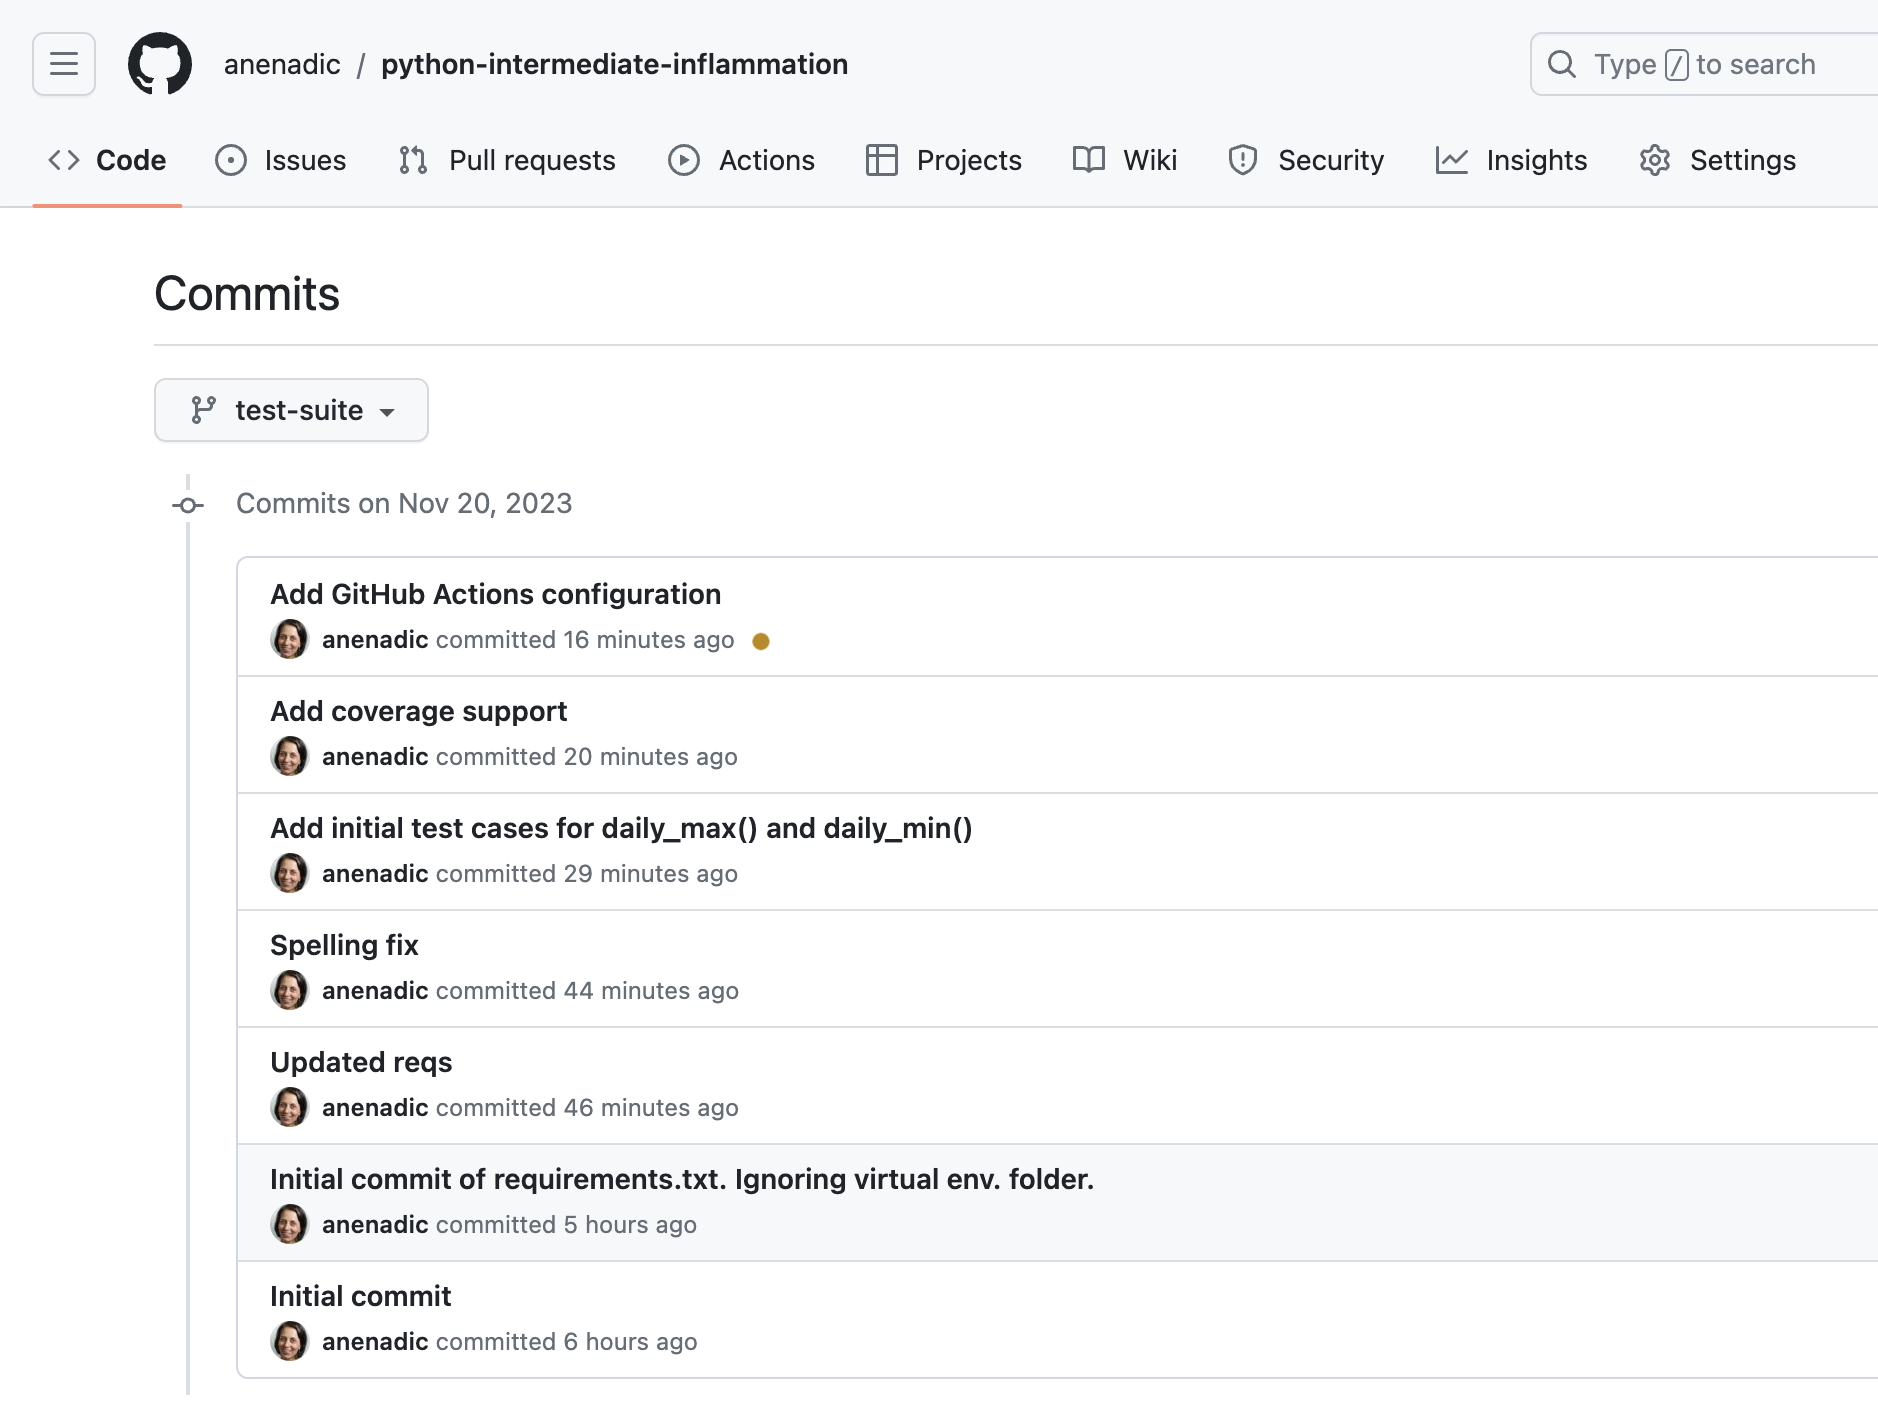 anenadic / python-intermediate-inflammation
Type / to search
Code Issues Pull requests Actions Projects Wiki Security Insights Settings
Commits
test-suite
Commits on Nov 20, 2023
Add GitHub Actions configuration
anenadic committed 16 minutes ago
Add coverage support
anenadic committed 20 minutes ago
Add initial test cases for daily_max() and daily_min()
anenadic committed 29 minutes ago
Spelling fix
anenadic committed 44 minutes ago
Updated reqs
anenadic committed 46 minutes ago
Initial commit of requirements.txt. Ignoring virtual env. folder.
anenadic committed 5 hours ago
Initial commit
anenadic committed 6 hours ago